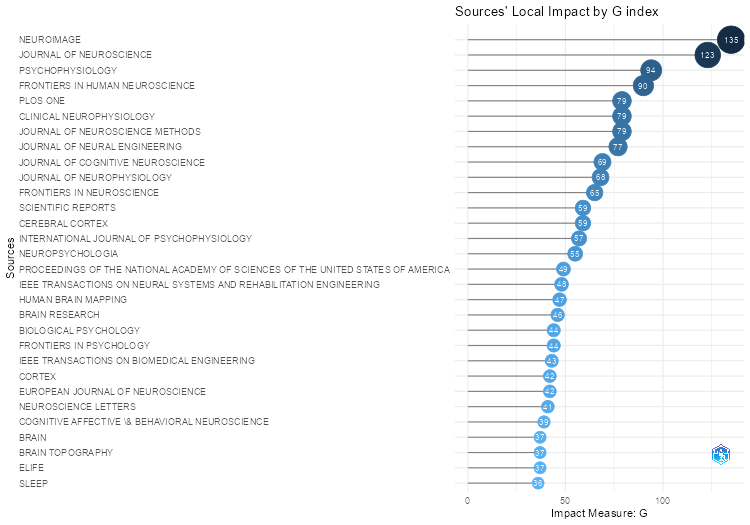 Sources' Local Impact by G index
Sources
NEUROIMAGE 135
JOURNAL OF NEUROSCIENCE 123
PSYCHOPHYSIOLOGY 94
FRONTIERS IN HUMAN NEUROSCIENCE 90
PLOS ONE 79
CLINICAL NEUROPHYSIOLOGY 79
JOURNAL OF NEUROSCIENCE METHODS 79
JOURNAL OF NEURAL ENGINEERING 77
JOURNAL OF COGNITIVE NEUROSCIENCE 69
JOURNAL OF NEUROPHYSIOLOGY 68
FRONTIERS IN NEUROSCIENCE 65
SCIENTIFIC REPORTS 59
CEREBRAL CORTEX 59
INTERNATIONAL JOURNAL OF PSYCHOPHYSIOLOGY 57
NEUROPSYCHOLOGIA 55
PROCEEDINGS OF THE NATIONAL ACADEMY OF SCIENCES OF THE UNITED STATES OF AMERICA 49
IEEE TRANSACTIONS ON NEURAL SYSTEMS AND REHABILITATION ENGINEERING 48
HUMAN BRAIN MAPPING 47
BRAIN RESEARCH 46
BIOLOGICAL PSYCHOLOGY 44
FRONTIERS IN PSYCHOLOGY 44
IEEE TRANSACTIONS ON BIOMEDICAL ENGINEERING 43
CORTEX 42
EUROPEAN JOURNAL OF NEUROSCIENCE 42
NEUROSCIENCE LETTERS 41
COGNITIVE AFFECTIVE \& BEHAVIORAL NEUROSCIENCE 39
BRAIN 37
BRAIN TOPOGRAPHY 37
ELIFE 37
SLEEP 36
0 50 100
Impact Measure: G